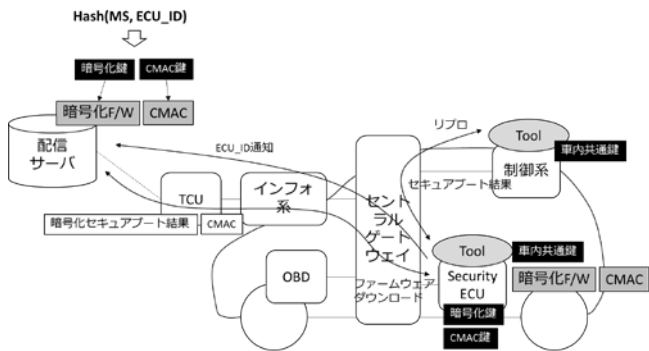 Hash(MS, ECU_ID)
暗号化鍵
CMAC鍵
暗号化F/W
CMAC
配信
サーバ
ECU_ID通知
リプロ
Tool
車内共通鍵
制御系
セキュアブート結果
TCU
インフォ
系
セント
ラル
ゲート
ウェイ
暗号化セキュアブート結果
CMAC
Tool
車内共通鍵
OBD
ファームウェア
ダウンロード
Security
ECU
暗号化F/W
CMAC
暗号化鍵
CMAC鍵